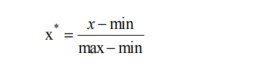 x* = (x − min) / (max − min)